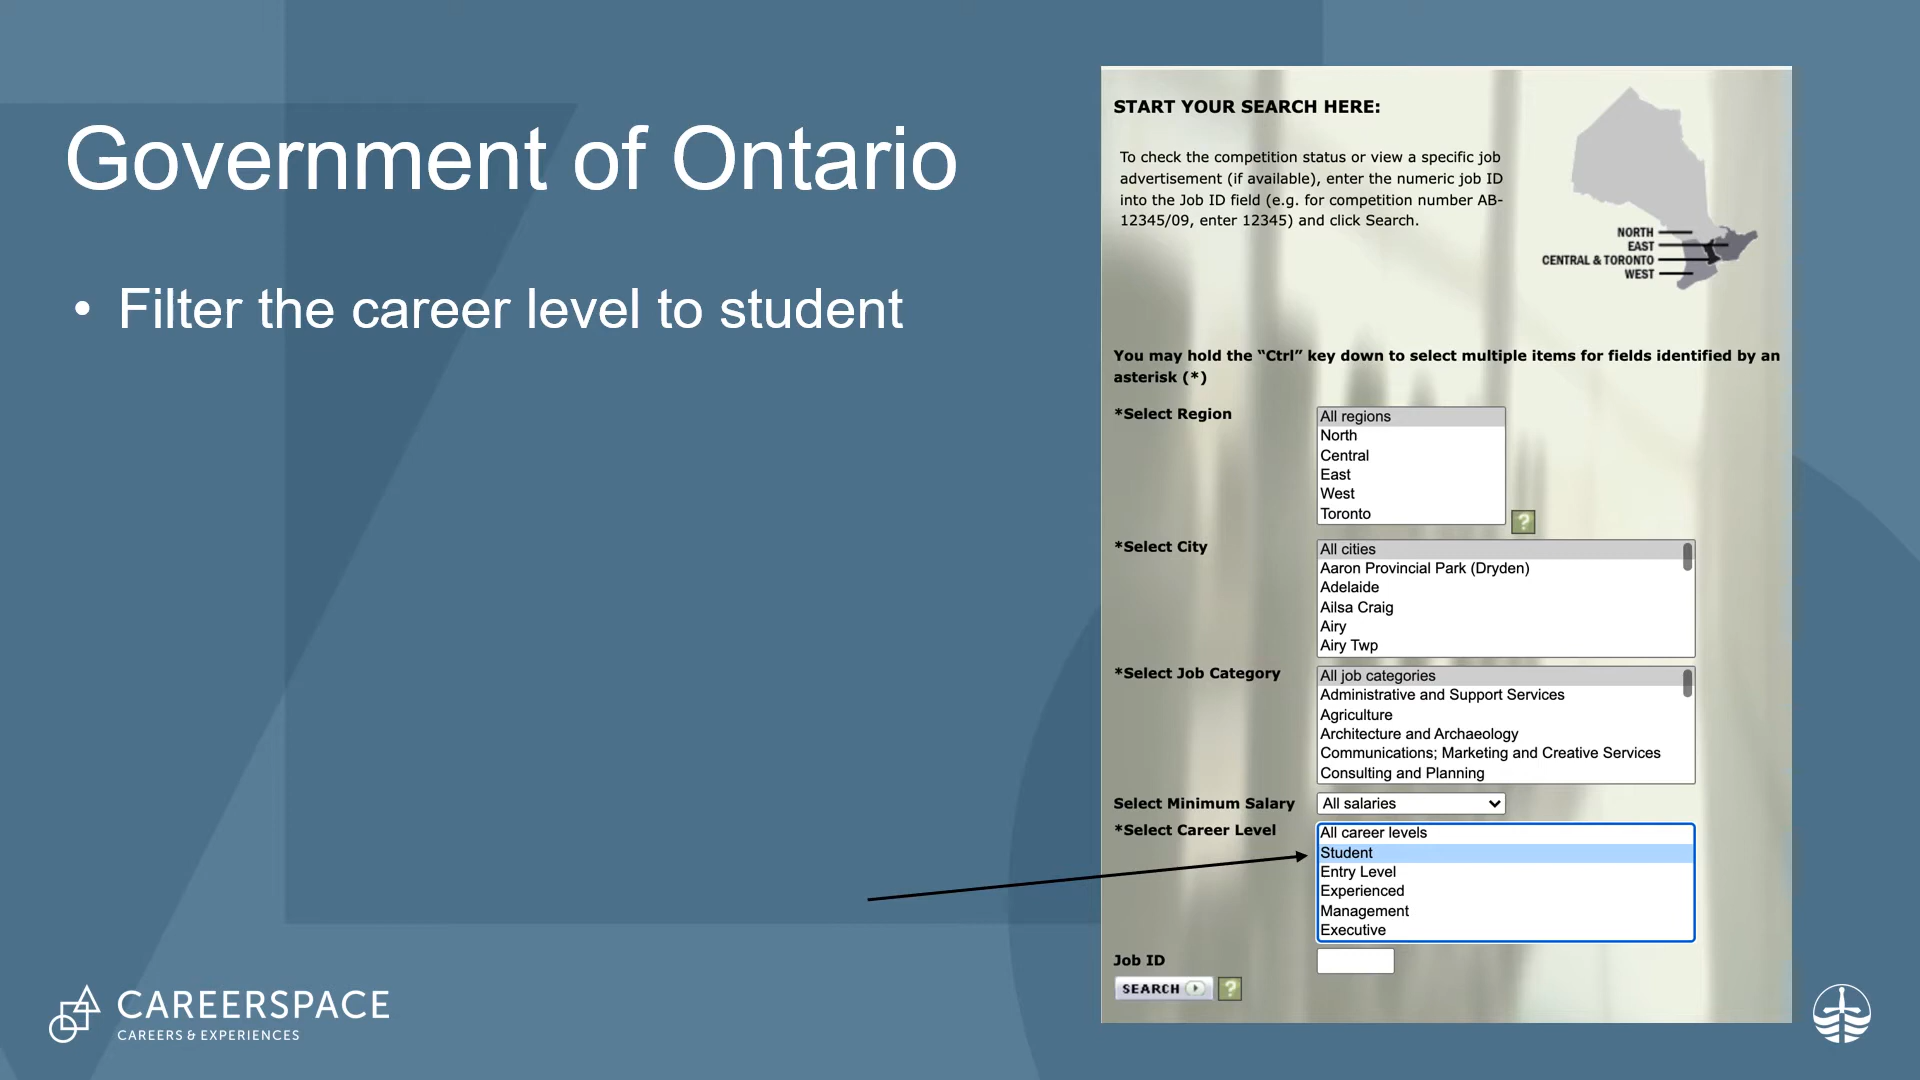 Government of Ontario
• Filter the career level to student
START YOUR SEARCH HERE:
To check the competition status or view a specific job
advertisement (if available), enter the numeric job ID
into the Job ID field (e.g. for competition number AB-
12345/09, enter 12345) and click Search.
NORTH
EAST
CENTRAL & TORONTO
WEST
You may hold the “Ctrl” key down to select multiple items for fields identified by an
asterisk (*)
*Select Region
All regions
North
Central
East
West
Toronto
?
*Select City
All cities
Aaron Provincial Park (Dryden)
Adelaide
Ailsa Craig
Airy
Airy Twp
*Select Job Category
All job categories
Administrative and Support Services
Agriculture
Architecture and Archaeology
Communications; Marketing and Creative Services
Consulting and Planning
Select Minimum Salary
All salaries
*Select Career Level
All career levels
Student
Entry Level
Experienced
Management
Executive
Job ID
SEARCH
?
CAREERSPACE
CAREERS & EXPERIENCES